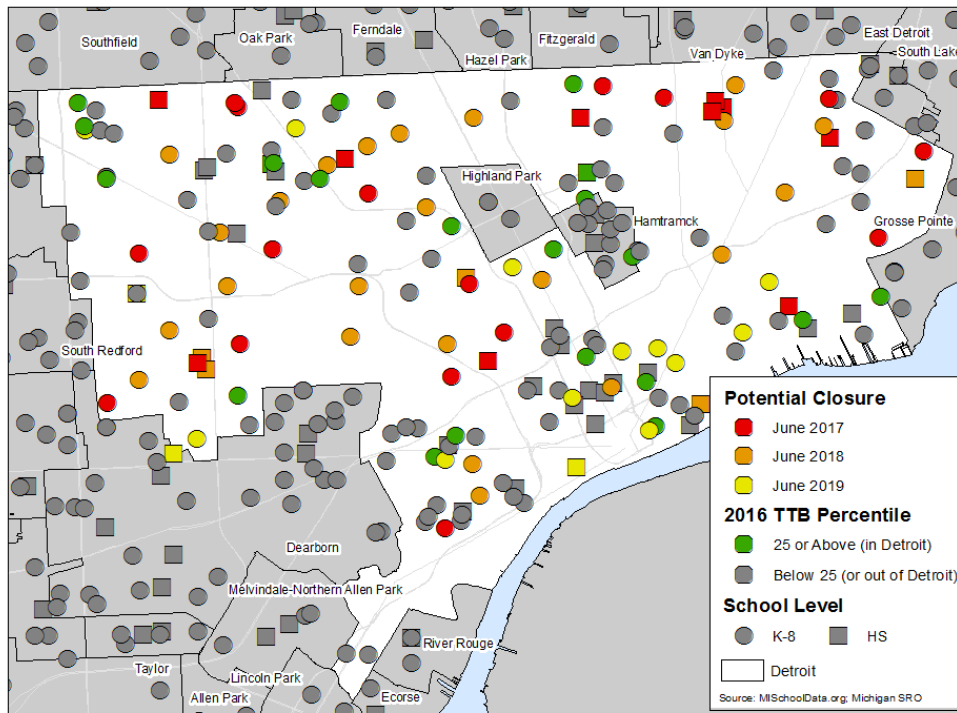 East Detroit
Ferndale
Oak Park
Fitzgerald
Southfield
Van Dyke
South Lake
Hazel Park
Highland Park
Hamtramck
Grosse Pointe
South Redford
Dearborn
Melvindale-Northern Allen Park
River Rouge
Taylor
Lincoln Park
Allen Park
Ecorse
Potential Closure
June 2017
June 2018
June 2019
2016 TTB Percentile
25 or Above (in Detroit)
Below 25 (or out of Detroit)
School Level
K-8 HS
Detroit
Source: MISchoolData.org; Michigan SRO